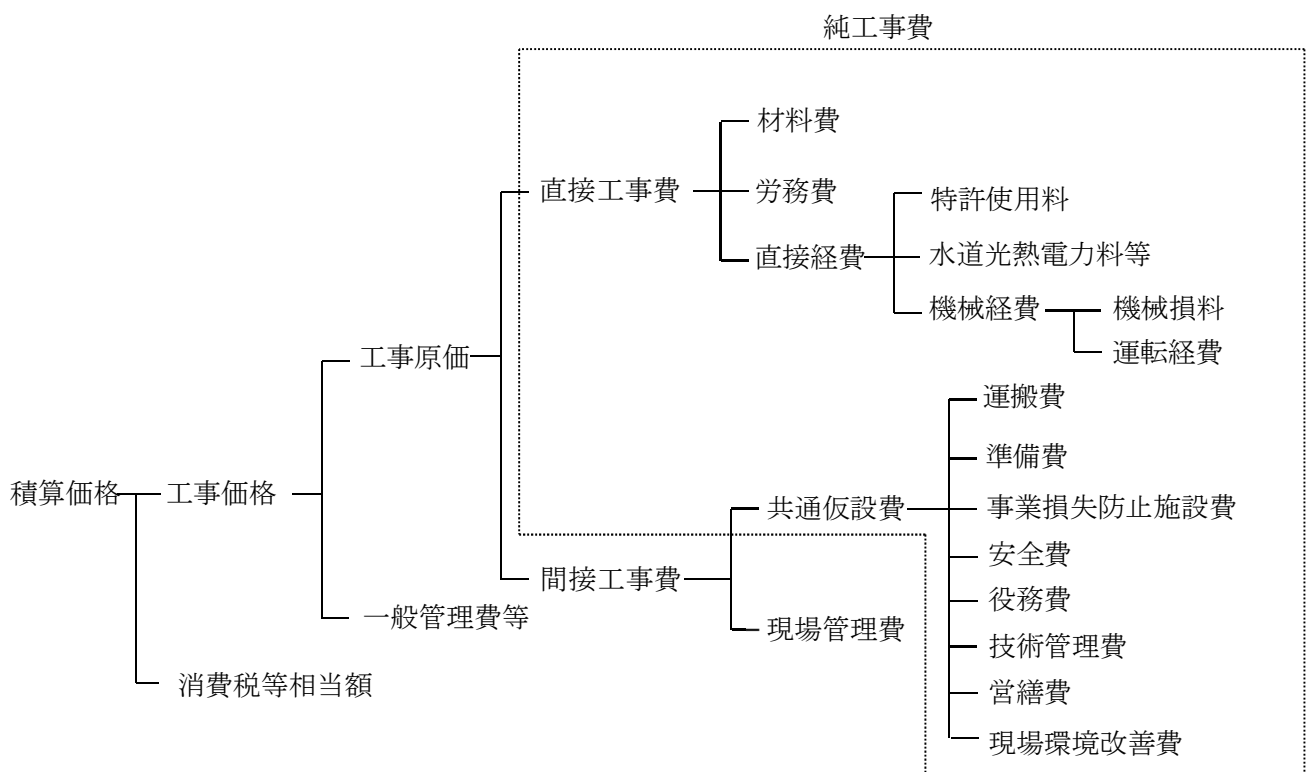 純工事費
材料費
直接工事費
労務費
特許使用料
直接経費
水道光熱電力料等
機械経費
機械損料
運転経費
工事原価
運搬費
準備費
積算価格
工事価格
共通仮設費
事業損失防止施設費
安全費
間接工事費
役務費
一般管理費等
現場管理費
技術管理費
消費税等相当額
営繕費
現場環境改善費